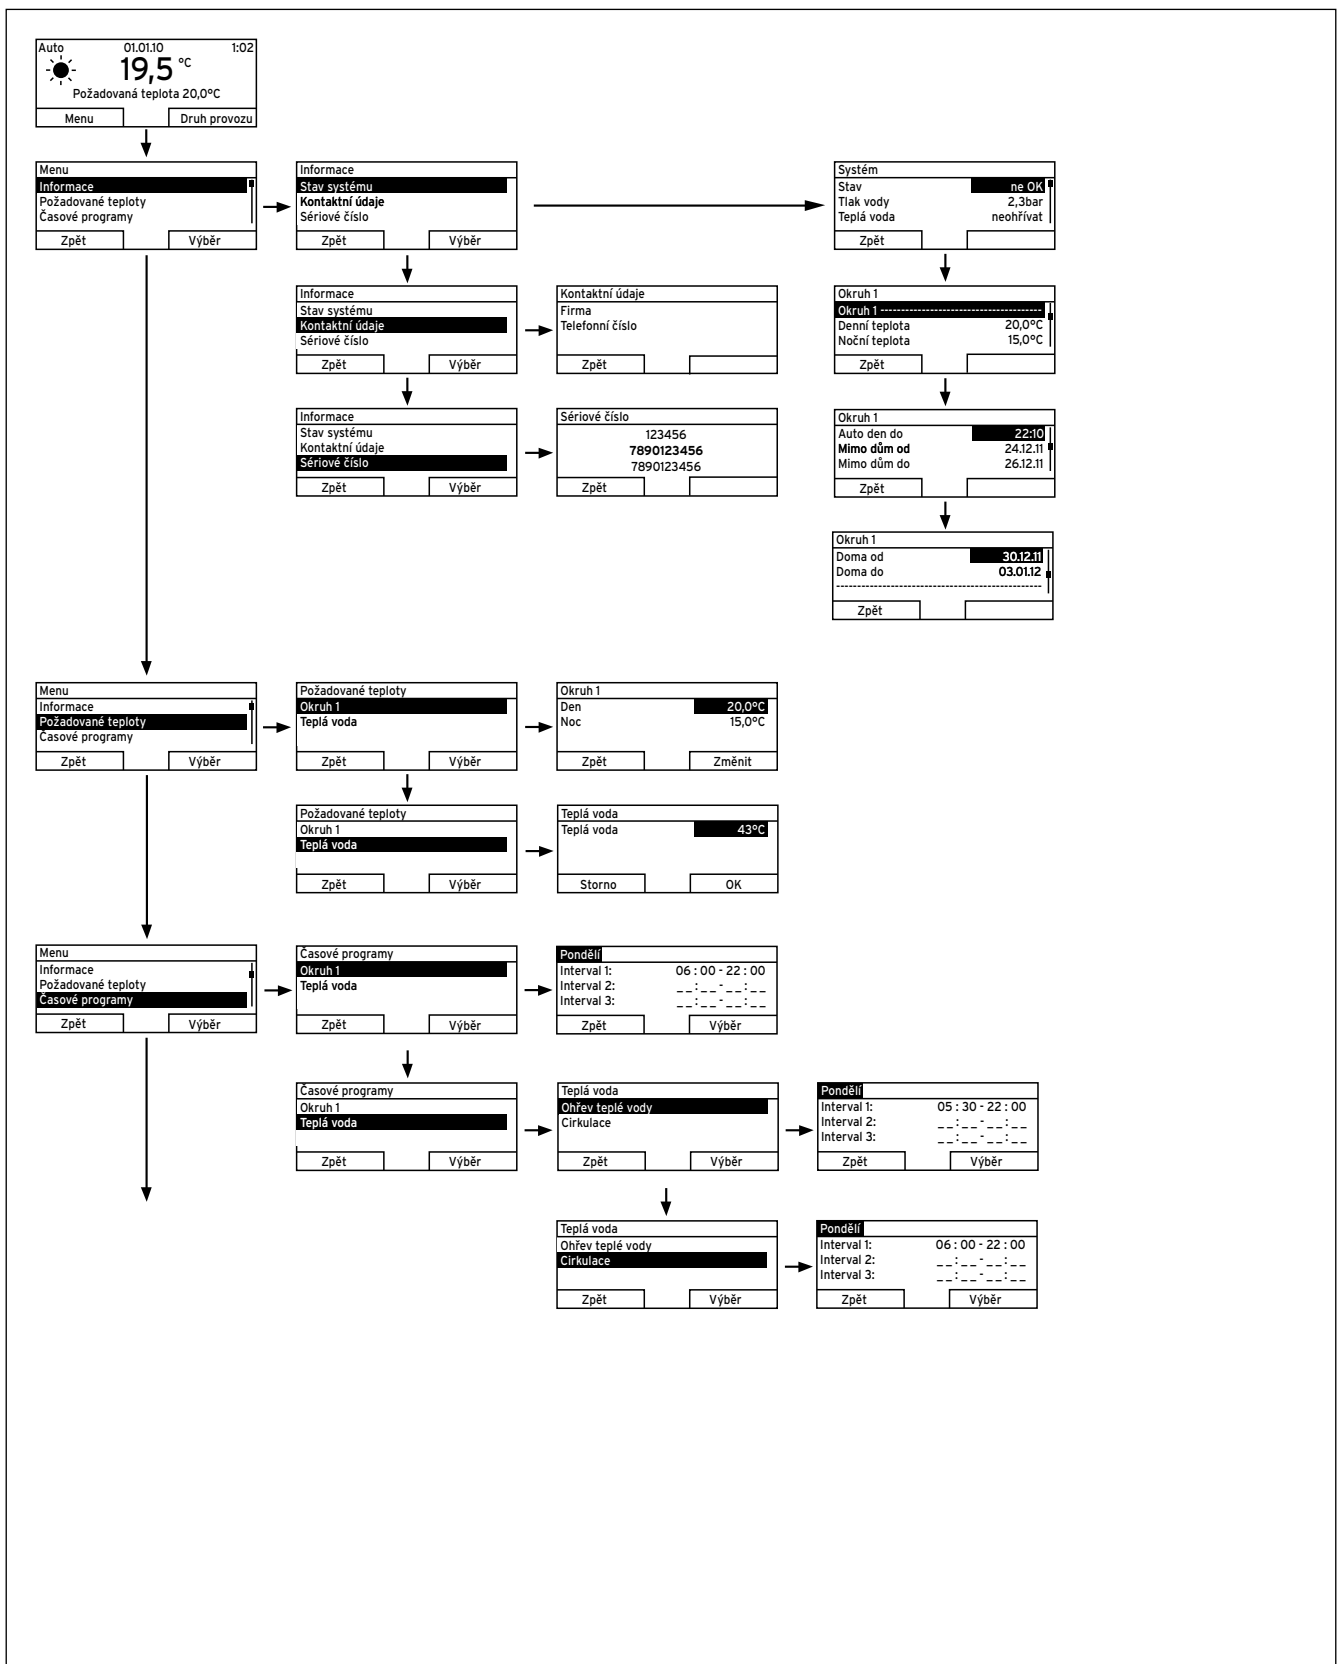 Auto 01.01.10 1:02
19,5 °C
Požadovaná teplota 20,0°C
Menu Druh provozu
Menu
Informace
Požadované teploty
Časové programy
Zpět Výběr
Informace
Stav systému
Kontaktní údaje
Sériové číslo
Zpět Výběr
Systém
Stav ne OK
Tlak vody 2,3bar
Teplá voda neohřívat
Zpět
Informace
Stav systému
Kontaktní údaje
Sériové číslo
Zpět Výběr
Kontaktní údaje
Firma
Telefonní číslo
Zpět
Okruh 1
Okruh 1 ---------------------------------------
Denní teplota 20,0°C
Noční teplota 15,0°C
Zpět
Informace
Stav systému
Kontaktní údaje
Sériové číslo
Zpět Výběr
Sériové číslo
123456
7890123456
7890123456
Zpět
Okruh 1
Auto den do 22:10
Mimo dům od 24.12.11
Mimo dům do 26.12.11
Zpět
Okruh 1
Doma od 30.12.11
Doma do 03.01.12
-------------------------------------------------
Zpět
Menu
Informace
Požadované teploty
Časové programy
Zpět Výběr
Požadované teploty
Okruh 1
Teplá voda
Zpět Výběr
Okruh 1
Den 20,0°C
Noc 15,0°C
Zpět Změnit
Požadované teploty
Okruh 1
Teplá voda
Zpět Výběr
Teplá voda
Teplá voda 43°C
Storno OK
Menu
Informace
Požadované teploty
Časové programy
Zpět Výběr
Časové programy
Okruh 1
Teplá voda
Zpět Výběr
Pondělí
Interval 1: 06 : 00 - 22 : 00
Interval 2: _ _ : _ _ - _ _ : _ _
Interval 3: _ _ : _ _ - _ _ : _ _
Zpět Výběr
Časové programy
Okruh 1
Teplá voda
Zpět Výběr
Teplá voda
Ohřev teplé vody
Cirkulace
Zpět Výběr
Pondělí
Interval 1: 05 : 30 - 22 : 00
Interval 2: _ _ : _ _ - _ _ : _ _
Interval 3: _ _ : _ _ - _ _ : _ _
Zpět Výběr
Teplá voda
Ohřev teplé vody
Cirkulace
Zpět Výběr
Pondělí
Interval 1: 06 : 00 - 22 : 00
Interval 2: _ _ : _ _ - _ _ : _ _
Interval 3: _ _ : _ _ - _ _ : _ _
Zpět Výběr